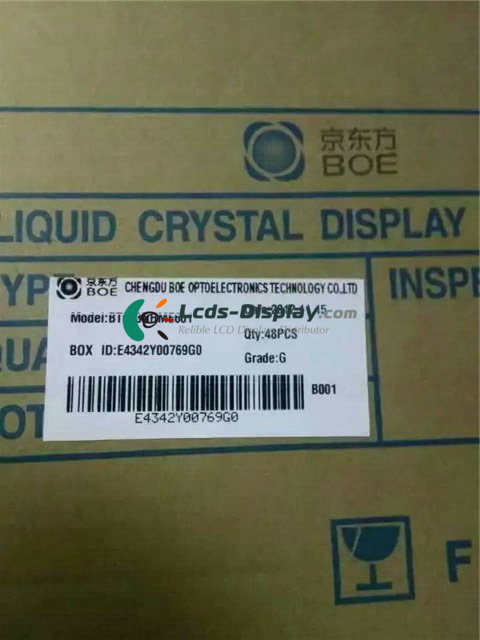 京东方
BOE
LIQUID CRYSTAL DISPLAY
INSPE
京东方
BOE
CHENGDU BOE OPTOELECTRONICS TECHNOLOGY CO.,LTD
Model:
Lcds-Display.com
Relible LCD Display Distributor
Qty:48PCS
BOX ID:E4342Y00769G0
Grade:G
B001
E4342Y00769G0
F